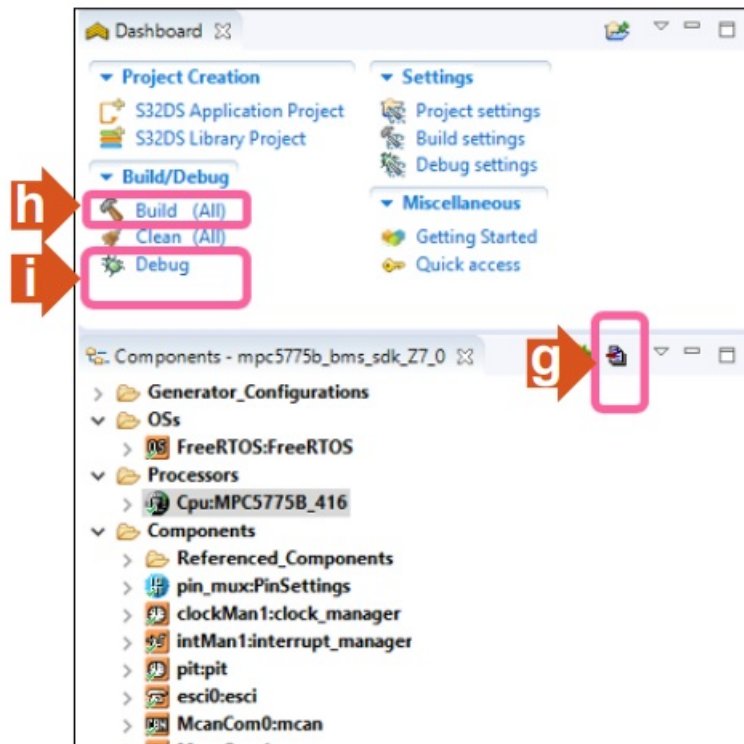 Dashboard
Project Creation
S32DS Application Project
S32DS Library Project
Build/Debug
Build (All)
Clean (All)
Debug
Settings
Project settings
Build settings
Debug settings
Miscellaneous
Getting Started
Quick access
h
i
g
Components - mpc5775b_bms_sdk_Z7_0
Generator_Configurations
OSs
FreeRTOS:FreeRTOS
Processors
Cpu:MPC5775B_416
Components
Referenced_Components
pin_mux:PinSettings
clockMan1:clock_manager
intMan1:interrupt_manager
pit:pit
esci0:esci
McanCom0:mcan